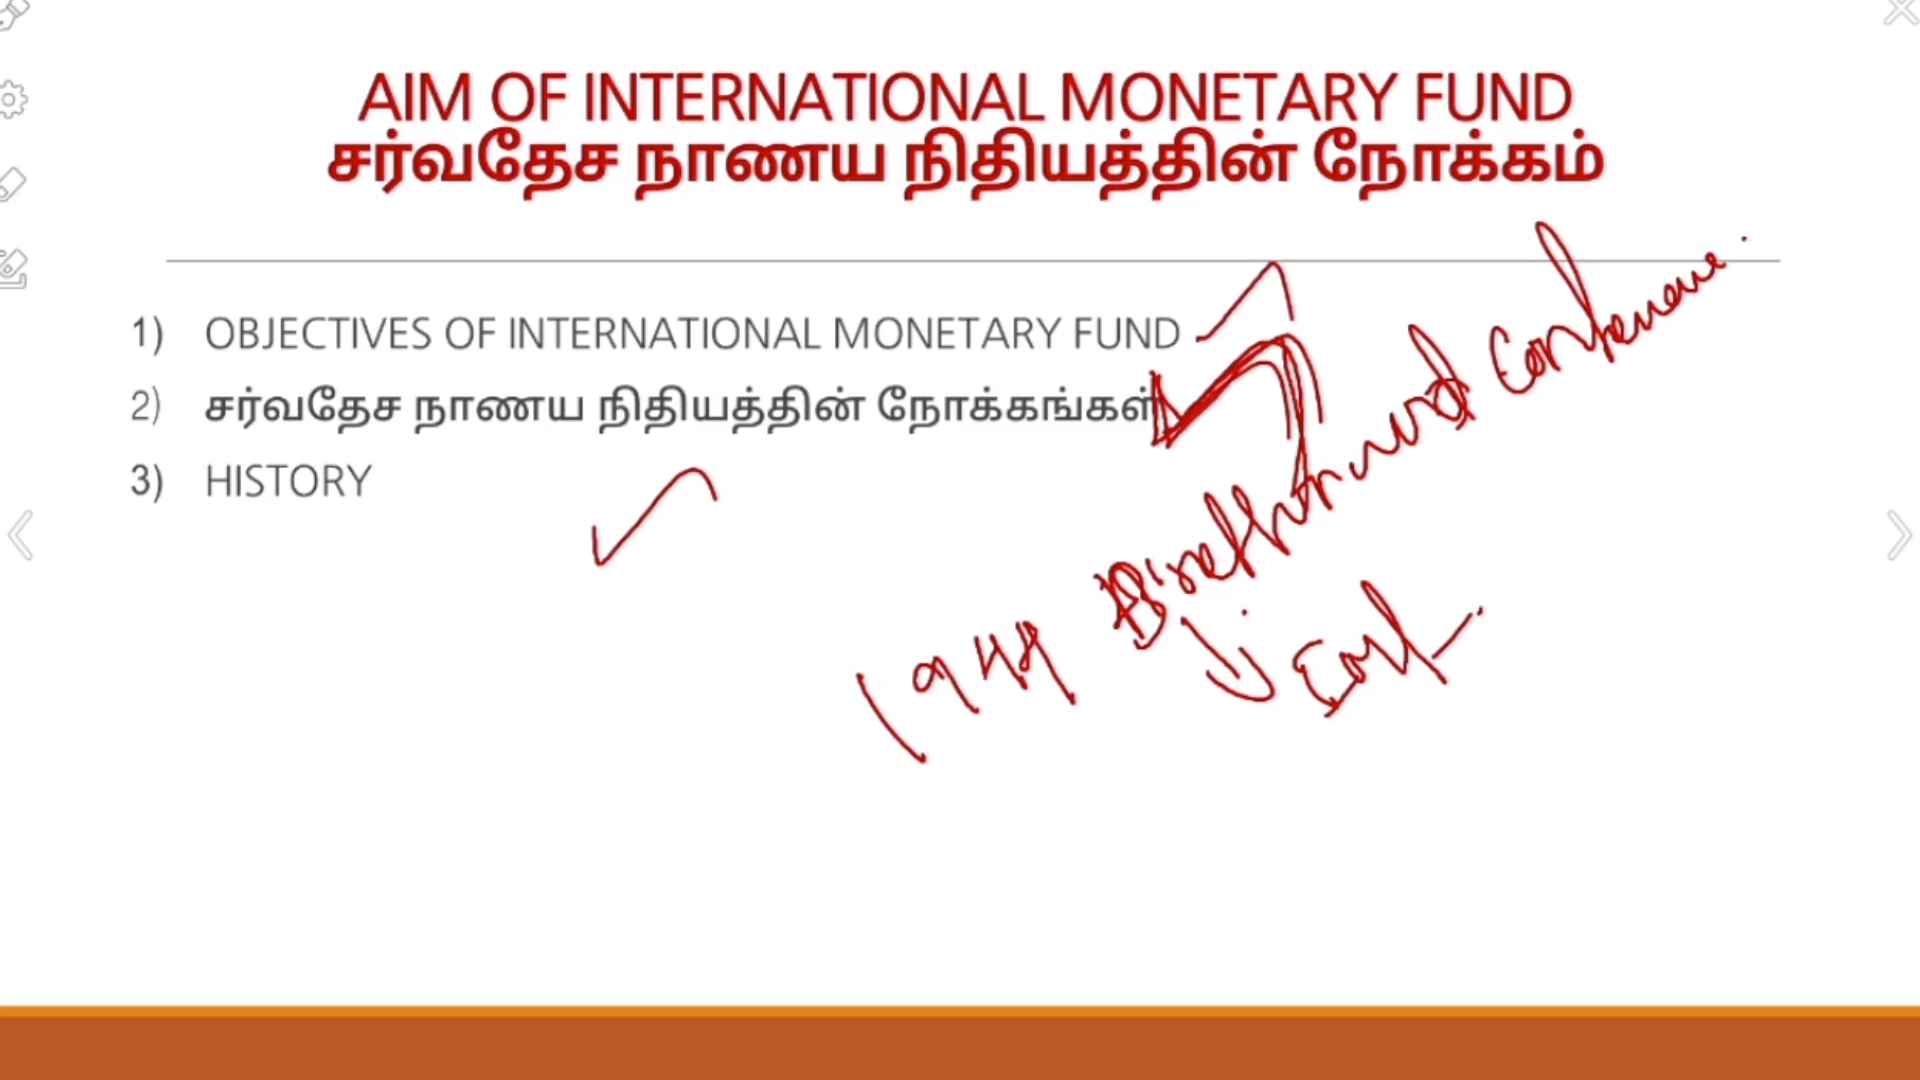 AIM OF INTERNATIONAL MONETARY FUND
சர்வதேச நாணய நிதியத்தின் நோக்கம்
1) OBJECTIVES OF INTERNATIONAL MONETARY FUND
2) சர்வதேச நாணய நிதியத்தின் நோக்கங்கள்
3) HISTORY
1944